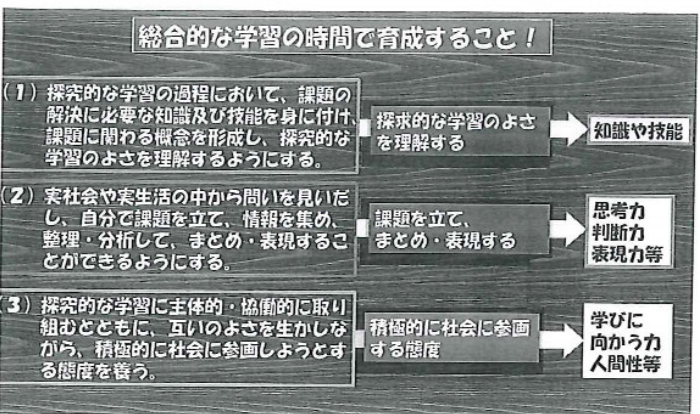 総合的な学習の時間で育成すること！
(1) 探究的な学習の過程において、課題の
解決に必要な知識及び技能を身に付け、
課題に関わる概念を形成し、探究的な
学習のよさを理解するようにする。
探求的な学習のよさ
を理解する
知識や技能
(2) 実社会や実生活の中から問いを見いだ
し、自分で課題を立て、情報を集め、
整理・分析して、まとめ・表現するこ
とができるようにする。
課題を立て、
まとめ・表現する
思考力
判断力
表現力等
(3) 探究的な学習に主体的・協働的に取り
組むとともに、互いのよさを生かしな
がら、積極的に社会に参画しようとす
る態度を養う。
積極的に社会に参画
する態度
学びに
向かう力
人間性等